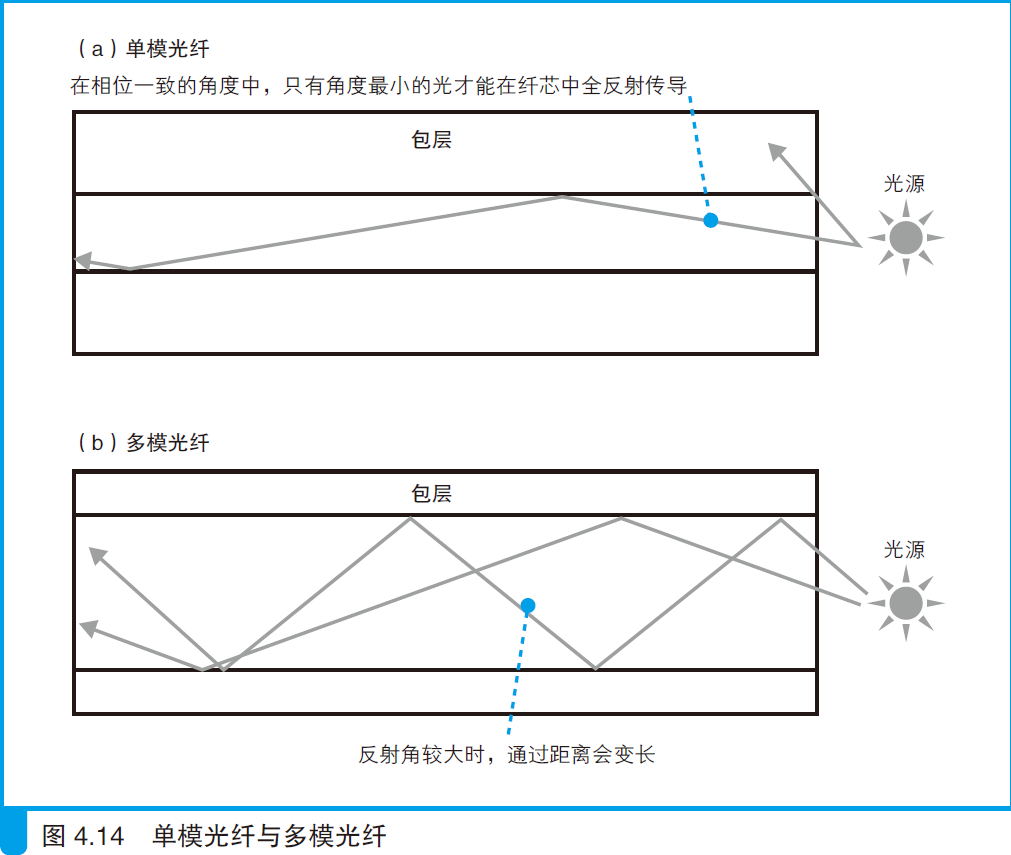 （a）单模光纤
在相位一致的角度中，只有角度最小的光才能在纤芯中全反射传导
包层
光源
（b）多模光纤
包层
光源
反射角较大时，通过距离会变长
图 4.14　单模光纤与多模光纤